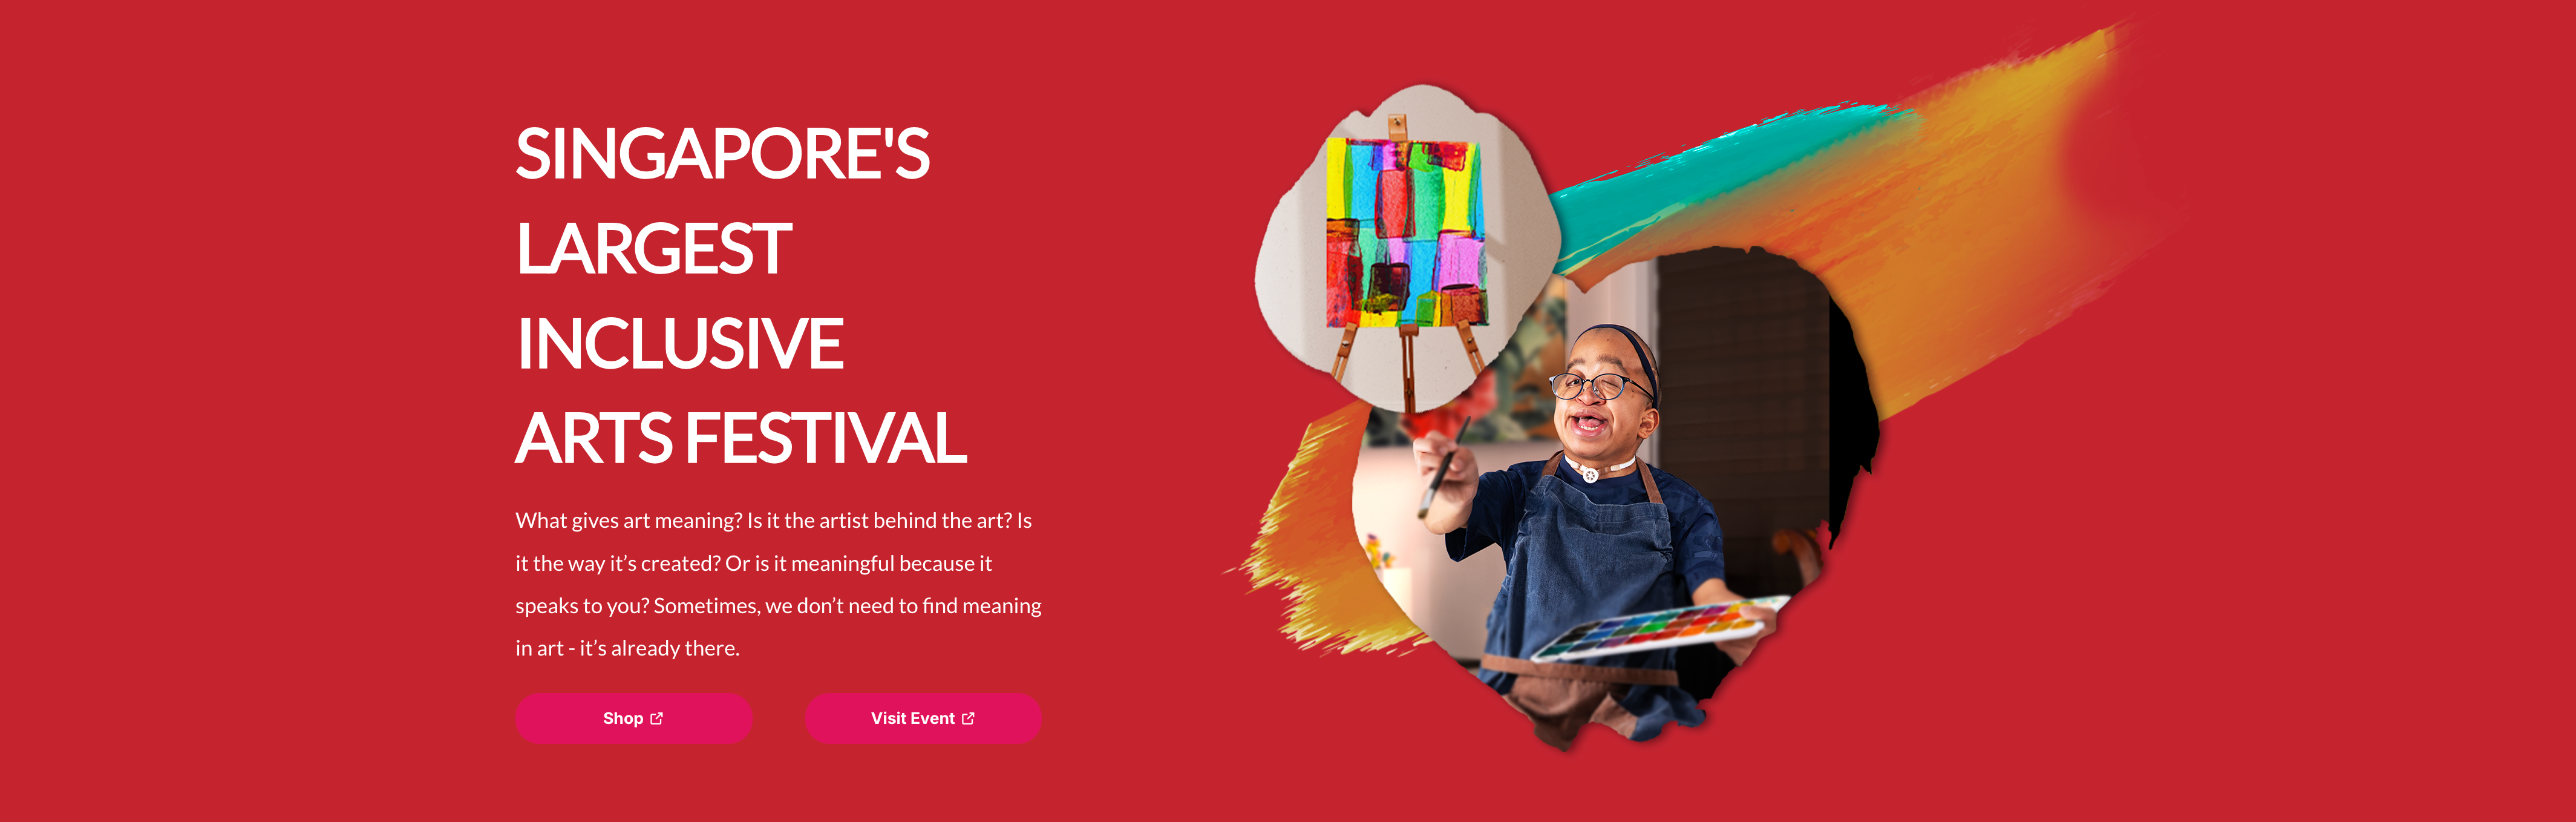 SINGAPORE'S
LARGEST
INCLUSIVE
ARTS FESTIVAL
What gives art meaning? Is it the artist behind the art? Is
it the way it’s created? Or is it meaningful because it
speaks to you? Sometimes, we don’t need to find meaning
in art - it’s already there.
Shop
Visit Event